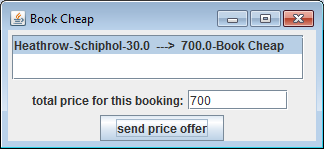 Book Cheap
Heathrow-Schiphol-30.0 ---> 700.0-Book Cheap
total price for this booking: 700
send price offer